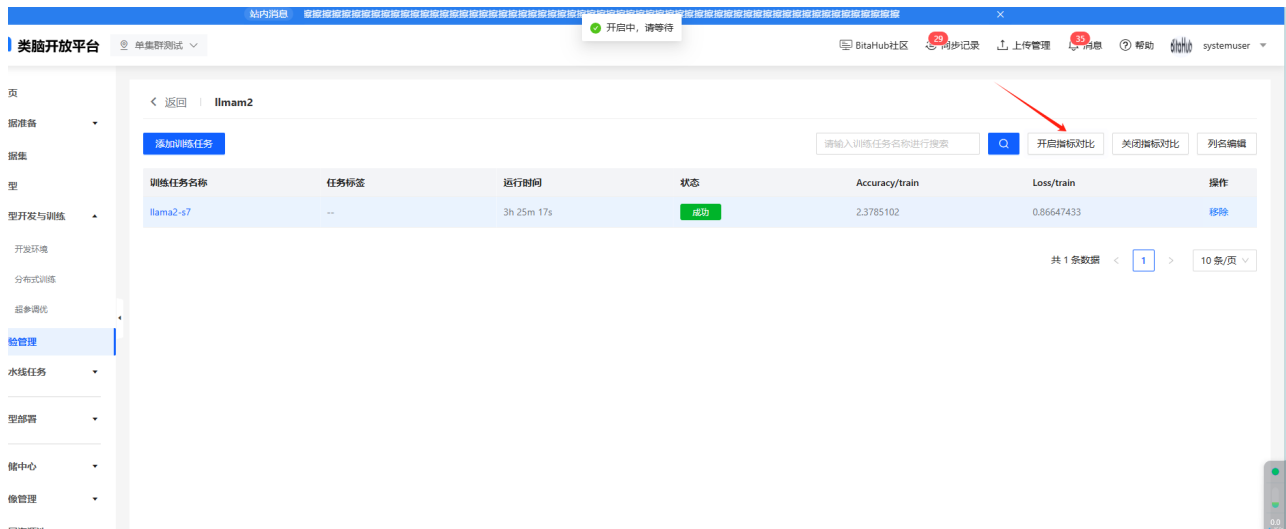 站内消息
开启中，请等待
类脑开放平台 单集群测试 BitaHub社区 29 同步记录 上传管理 35 消息 帮助 BitaHub systemuser
页
据准备
据集
型
型开发与训练
开发环境
分布式训练
超参调优
验管理
水线任务
型部署
储中心
像管理
返回 llmam2
添加训练任务 请输入训练任务名称进行搜索 开启指标对比 关闭指标对比 列名编辑
训练任务名称 任务标签 运行时间 状态 Accuracy/train Loss/train 操作
llama2-s7 -- 3h 25m 17s 成功 2.3785102 0.86647433 移除
共 1 条数据 1 10 条/页
0.0